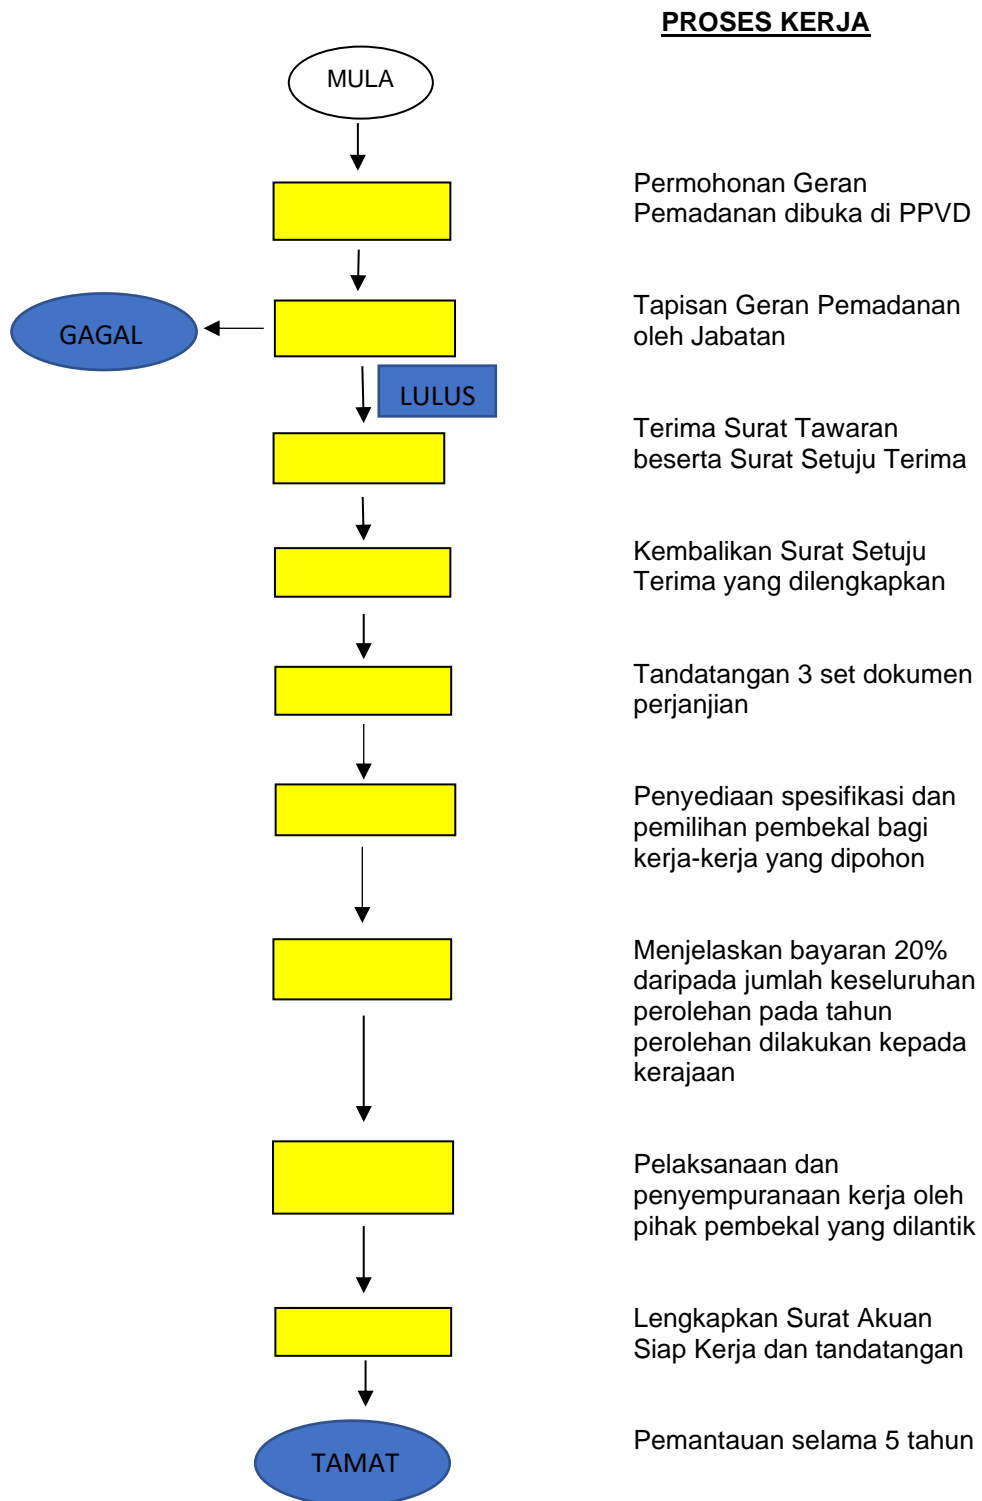 PROSES KERJA
MULA
Permohonan Geran
Pemadanan dibuka di PPVD
Tapisan Geran Pemadanan
oleh Jabatan
GAGAL
LULUS
Terima Surat Tawaran
beserta Surat Setuju Terima
Kembalikan Surat Setuju
Terima yang dilengkapkan
Tandatangan 3 set dokumen
perjanjian
Penyediaan spesifikasi dan
pemilihan pembekal bagi
kerja-kerja yang dipohon
Menjelaskan bayaran 20%
daripada jumlah keseluruhan
perolehan pada tahun
perolehan dilakukan kepada
kerajaan
Pelaksanaan dan
penyempuranaan kerja oleh
pihak pembekal yang dilantik
Lengkapkan Surat Akuan
Siap Kerja dan tandatangan
TAMAT
Pemantauan selama 5 tahun